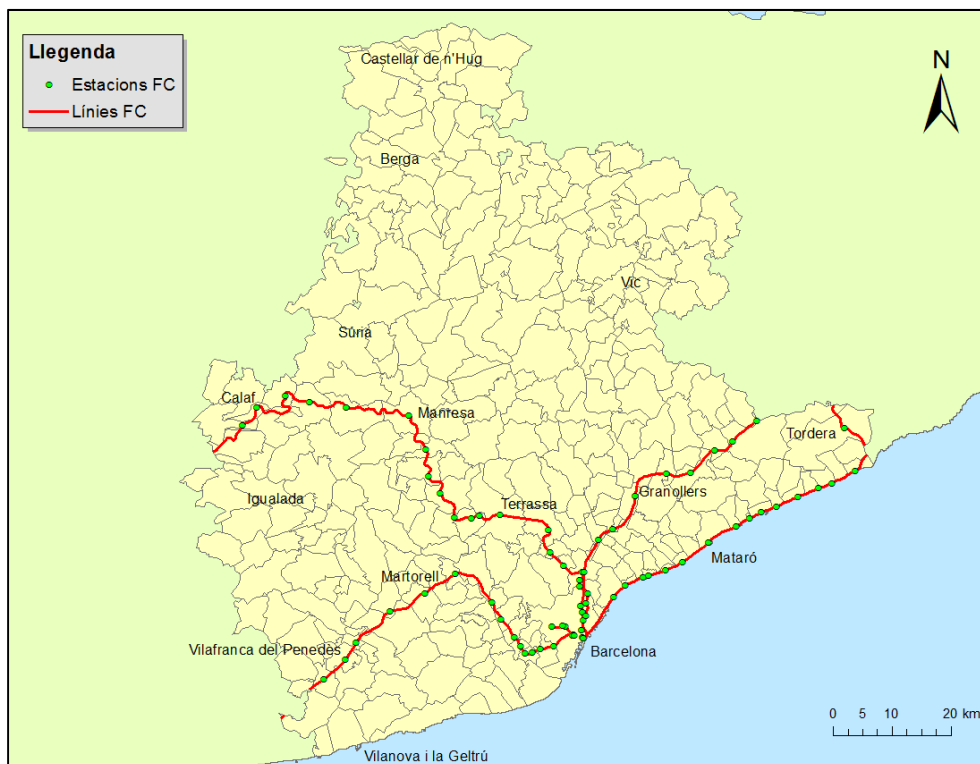 Llegenda
Estacions FC
Línies FC
Castellar de n'Hug
N
Berga
Vic
Súria
Calaf
Manresa
Tordera
Igualada
Terrassa
Granollers
Mataró
Martorell
Vilafranca del Penedès
Barcelona
0 5 10 20 km
Vilanova i la Geltrú